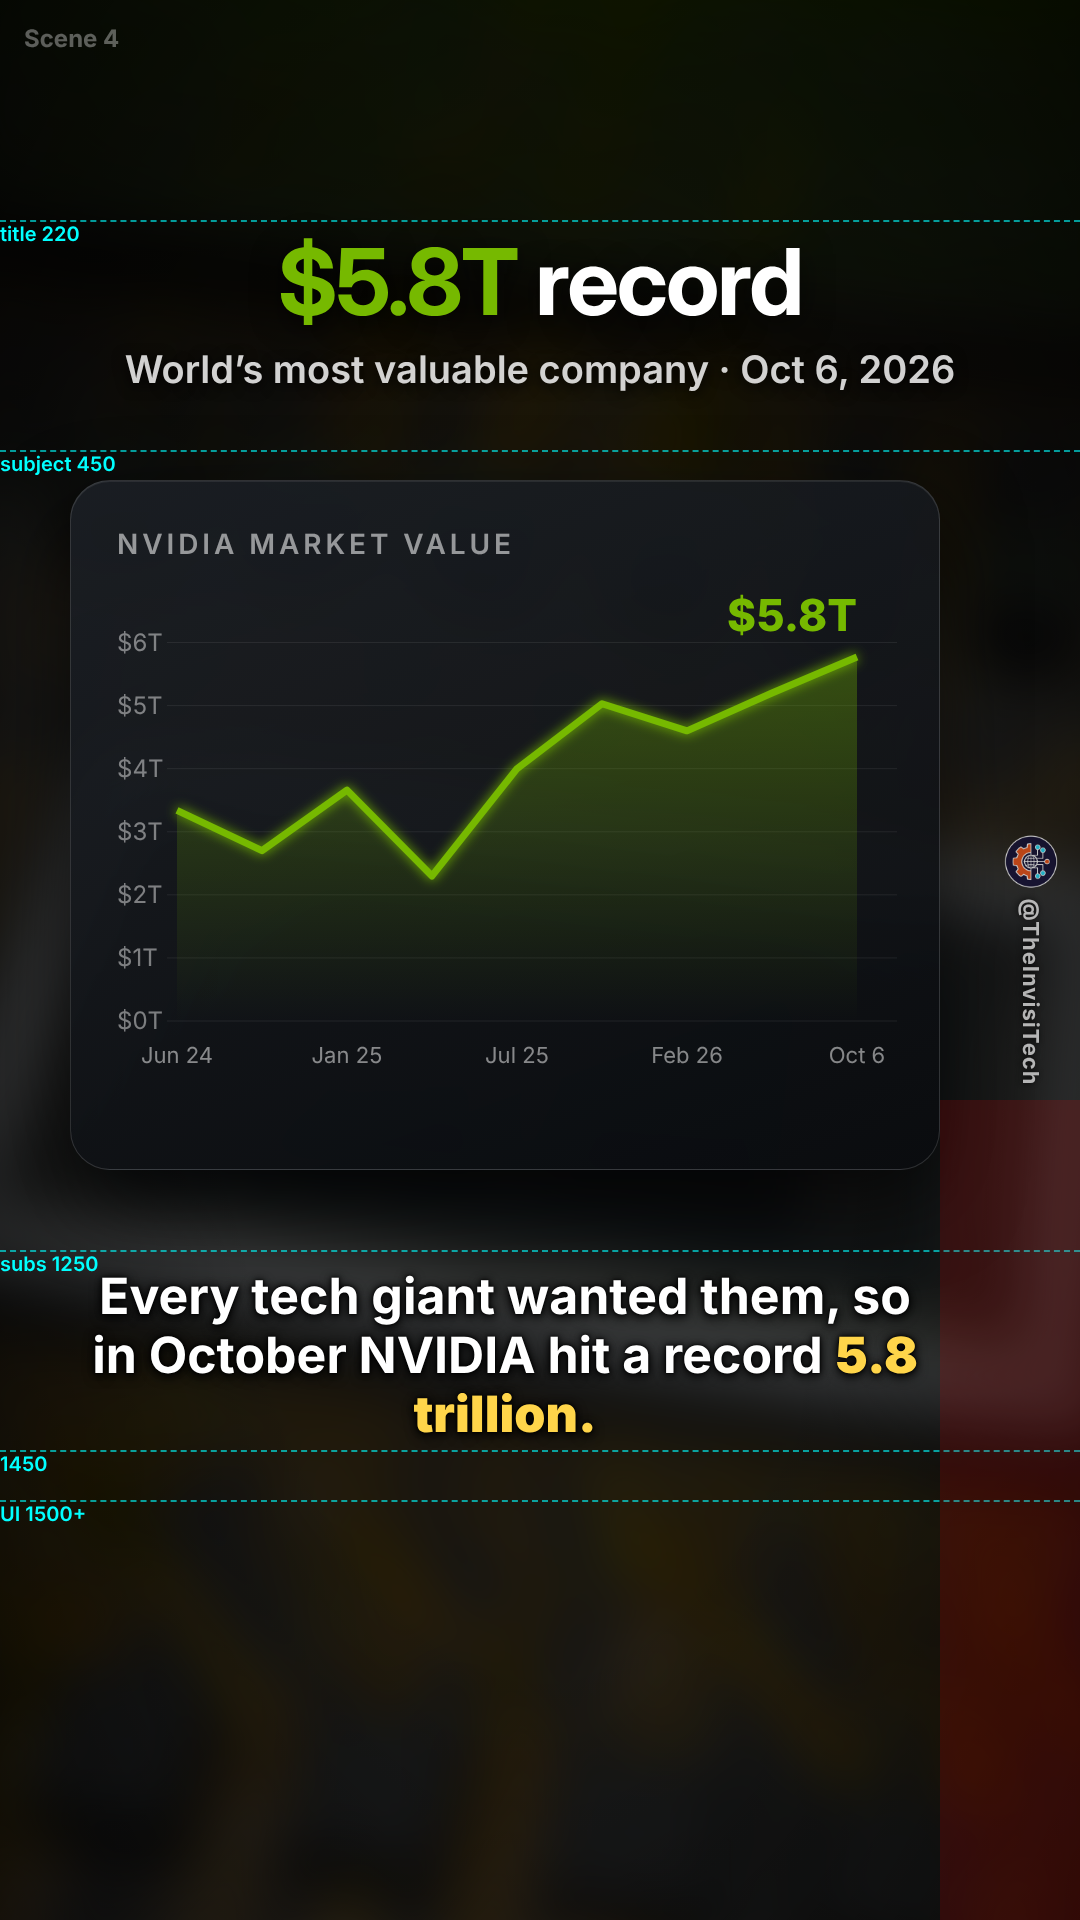 Scene 4
title 220
$5.8T record
World's most valuable company · Oct 6, 2026
subject 450
NVIDIA MARKET VALUE
$5.8T
$6T
$5T
$4T
$3T
$2T
$1T
$0T
Jun 24 Jan 25 Jul 25 Feb 26 Oct 6
@TheInvisiTech
subs 1250
Every tech giant wanted them, so
in October NVIDIA hit a record 5.8
trillion.
1450
UI 1500+